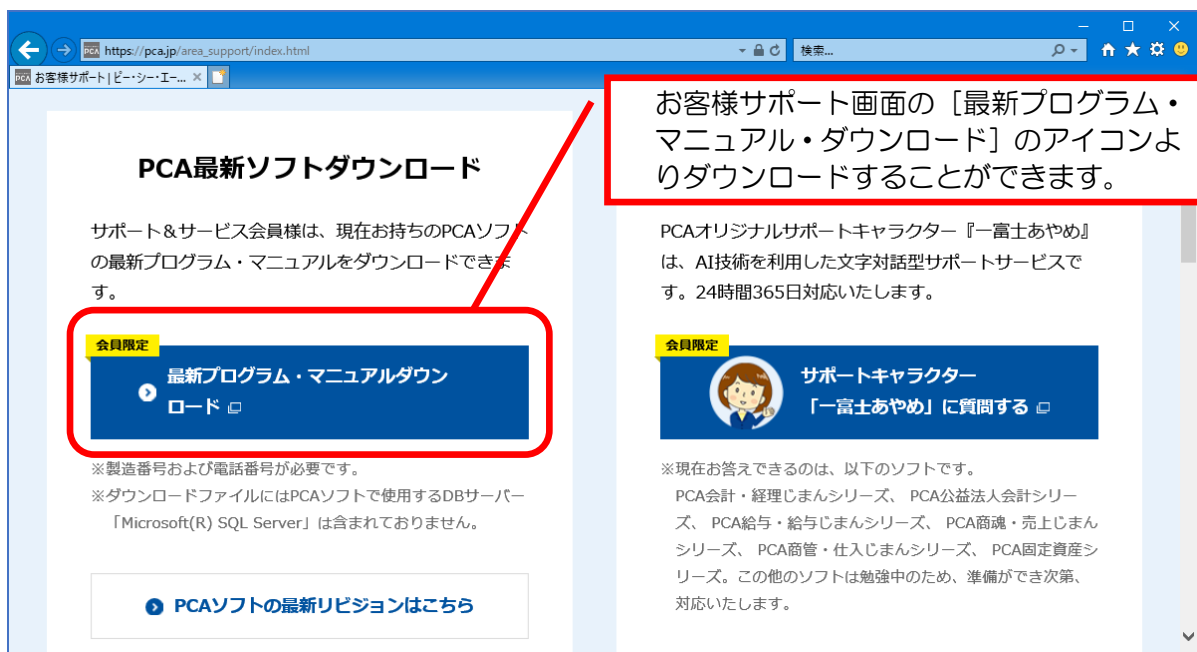 https://pca.jp/area_support/index.html
検索...
PCA お客様サポート | ピー・シー・エー...
お客様サポート画面の［最新プログラム・
マニュアル・ダウンロード］のアイコンよ
りダウンロードすることができます。
PCA最新ソフトダウンロード
サポート＆サービス会員様は、現在お持ちのPCAソフト
の最新プログラム・マニュアルをダウンロードできま
す。
会員限定
最新プログラム・マニュアルダウン
ロード
※製造番号および電話番号が必要です。
※ダウンロードファイルにはPCAソフトで使用するDBサーバー
「Microsoft(R) SQL Server」は含まれておりません。
PCAソフトの最新リビジョンはこちら
PCAオリジナルサポートキャラクター『一富士あやめ』
は、AI技術を利用した文字対話型サポートサービスで
す。24時間365日対応いたします。
会員限定
サポートキャラクター
「一富士あやめ」に質問する
※現在お答えできるのは、以下のソフトです。
PCA会計・経理じまんシリーズ、 PCA公益法人会計シリー
ズ、 PCA給与・給与じまんシリーズ、 PCA商魂・売上じまん
シリーズ、 PCA商管・仕入じまんシリーズ、 PCA固定資産シ
リーズ。この他のソフトは勉強中のため、準備ができ次第、
対応いたします。